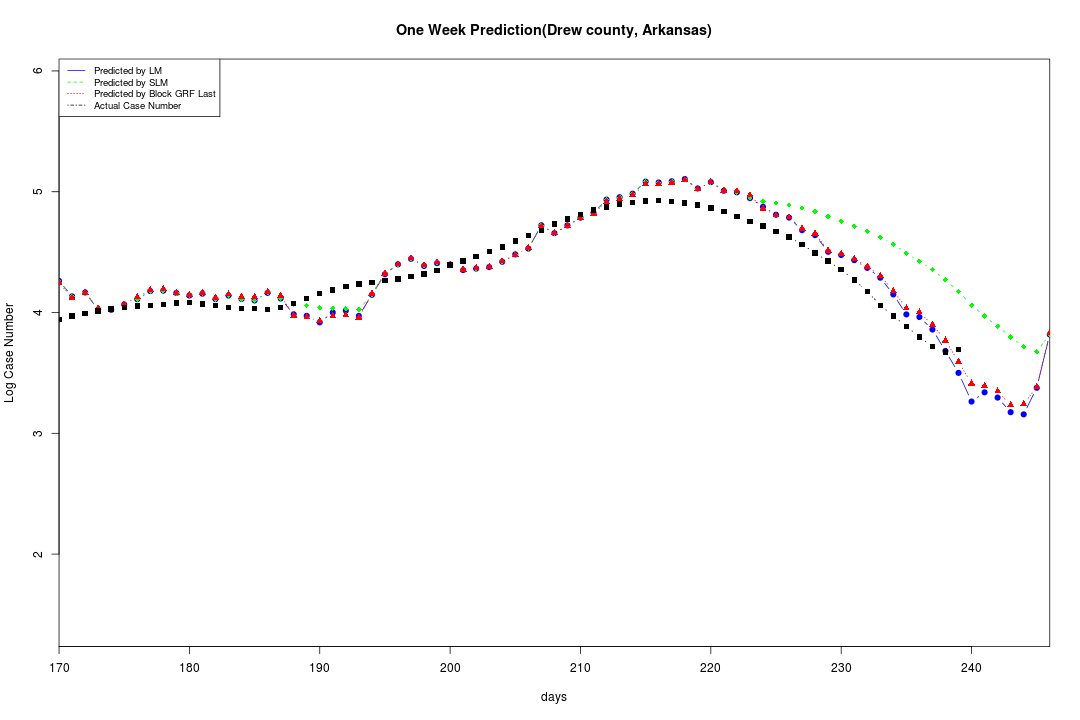 One Week Prediction(Drew county, Arkansas)
Predicted by LM
Predicted by SLM
Predicted by Block GRF Last
Actual Case Number
Log Case Number
6
5
4
3
2
170 180 190 200 210 220 230 240
days